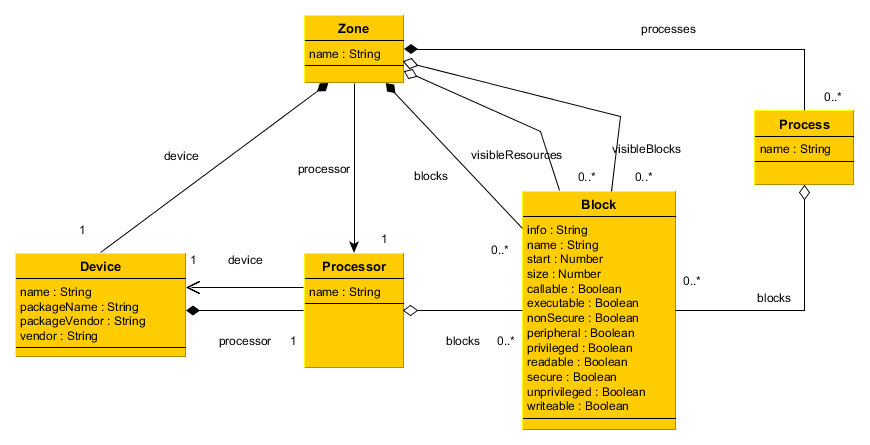 Zone
name : String
processes
0..*
Process
name : String
device
processor
blocks
visibleResources
visibleBlocks
0..*
0..*
Block
info : String
name : String
start : Number
size : Number
callable : Boolean
executable : Boolean
nonSecure : Boolean
peripheral : Boolean
privileged : Boolean
readable : Boolean
secure : Boolean
unprivileged : Boolean
writeable : Boolean
1
1
0..*
Device
name : String
packageName : String
packageVendor : String
vendor : String
1
device
Processor
name : String
processor
1
blocks
0..*
0..*
blocks